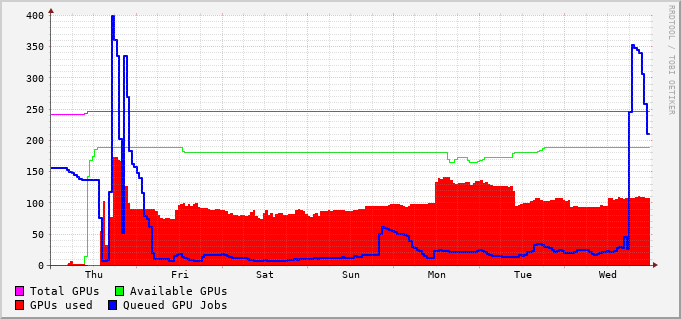 RRDTOOL / TOBI OETIKER
400
350
300
250
200
150
100
50
0
Thu Fri Sat Sun Mon Tue Wed
Total GPUs Available GPUs
GPUs used Queued GPU Jobs